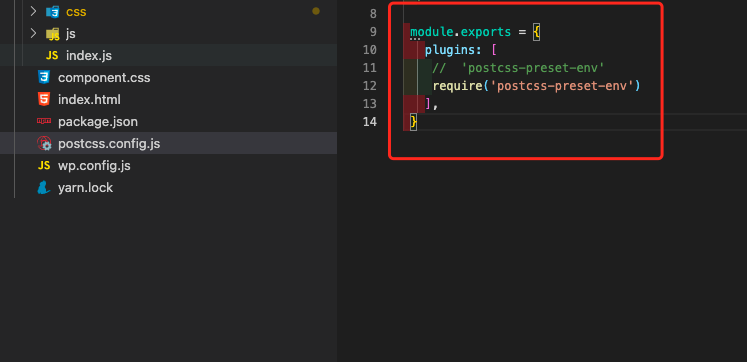 css
js
JS index.js
component.css
index.html
package.json
postcss.config.js
JS wp.config.js
yarn.lock
8
9 module.exports = {
10 plugins: [
11 // 'postcss-preset-env'
12 require('postcss-preset-env')
13 ],
14 }